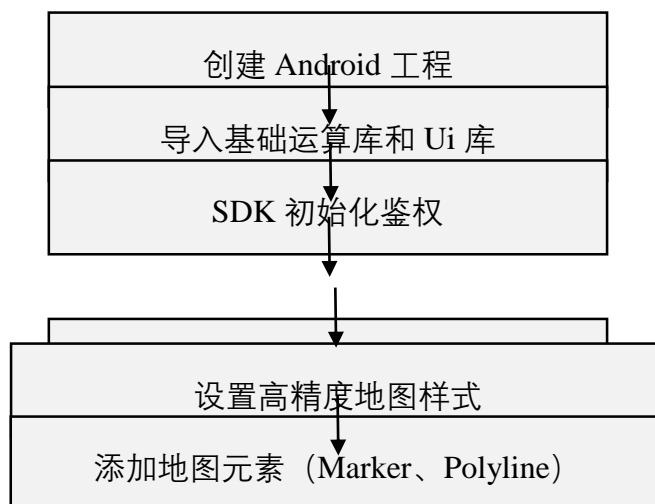 创建 Android 工程
导入基础运算库和 Ui 库
SDK 初始化鉴权
设置高精度地图样式
添加地图元素（Marker、Polyline）